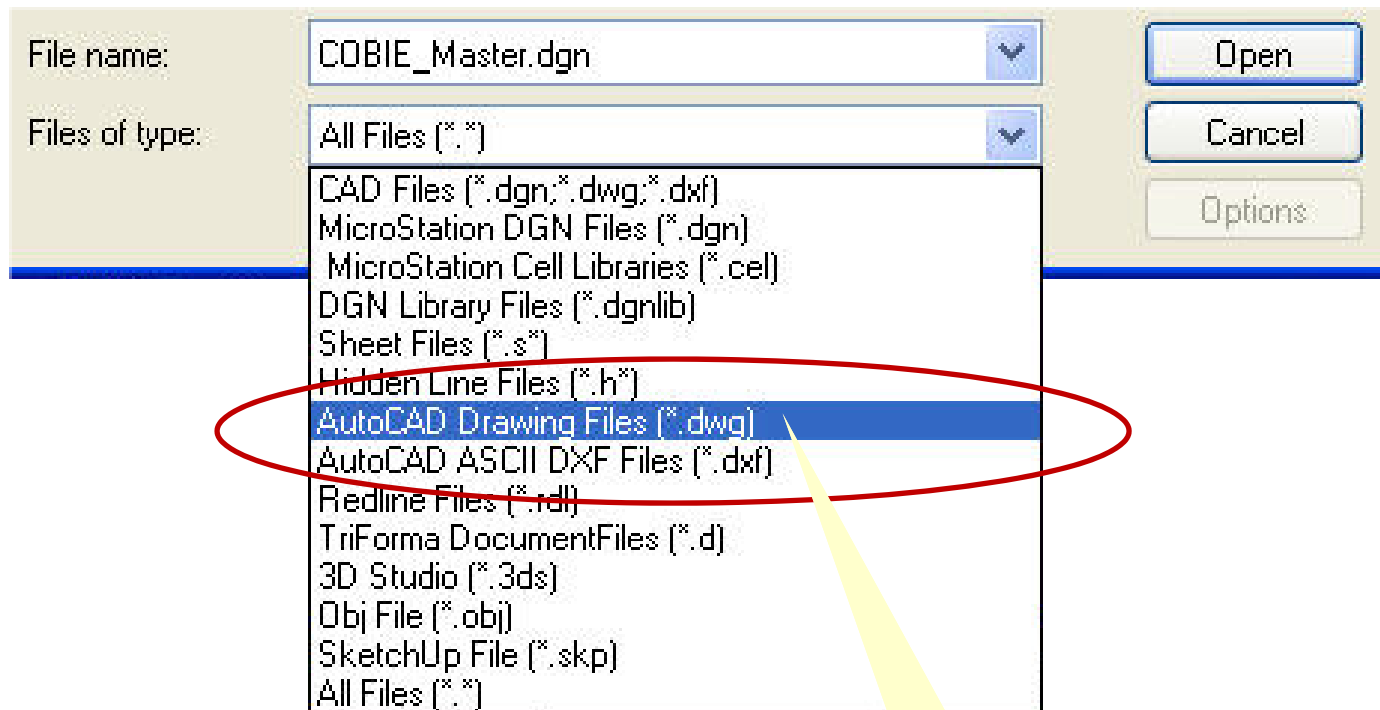 File name: COBIE_Master.dgn Open
Files of type: All Files (*.*) Cancel
CAD Files (*.dgn;*.dwg;*.dxf)
Options
MicroStation DGN Files (*.dgn)
MicroStation Cell Libraries (*.cel)
DGN Library Files (*.dgnlib)
Sheet Files (*.s*)
Hidden Line Files (*.h*)
AutoCAD Drawing Files (*.dwg)
AutoCAD ASCII DXF Files (*.dxf)
Redline Files (*.rdl)
TriForma DocumentFiles (*.d)
3D Studio (*.3ds)
Obj File (*.obj)
SketchUp File (*.skp)
All Files (*.*)